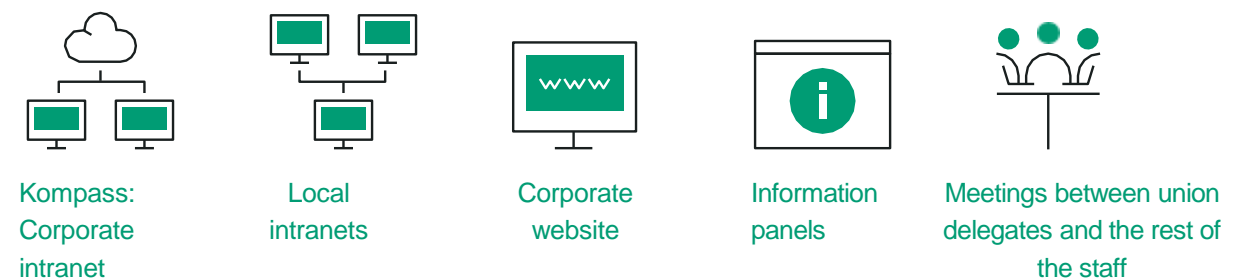 www
i
Kompass:
Corporate
intranet
Local
intranets
Corporate
website
Information
panels
Meetings between union
delegates and the rest of
the staff